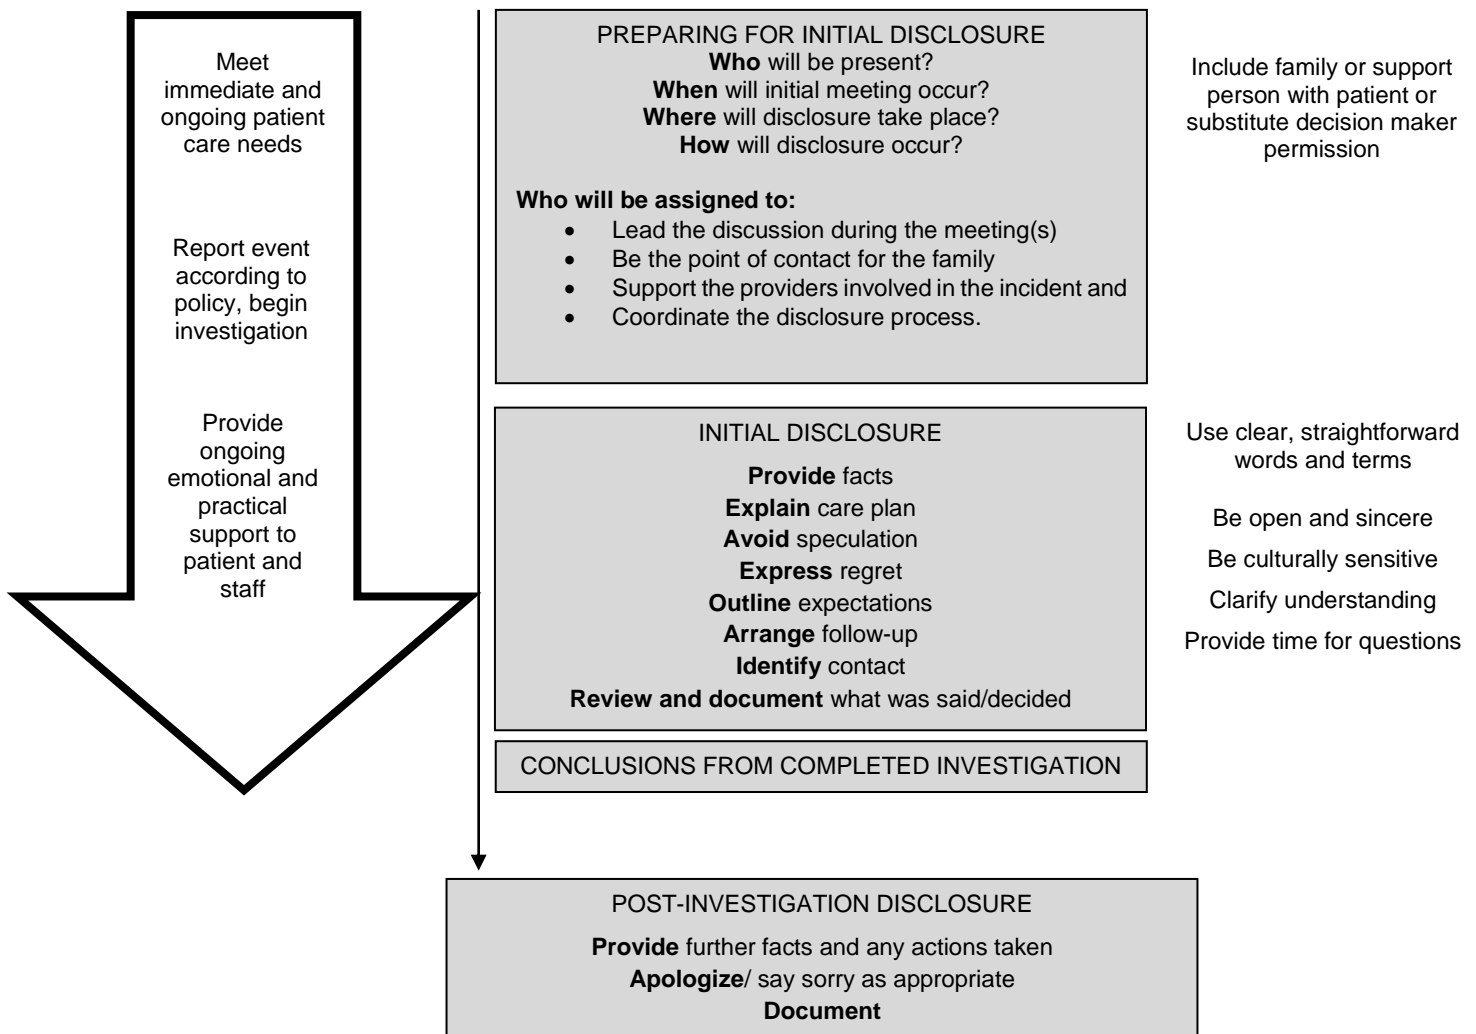 Meet
immediate and
ongoing patient
care needs
Report event
according to
policy, begin
investigation
Provide
ongoing
emotional and
practical
support to
patient and
staff
PREPARING FOR INITIAL DISCLOSURE
Who will be present?
When will initial meeting occur?
Where will disclosure take place?
How will disclosure occur?
Who will be assigned to:
• Lead the discussion during the meeting(s)
• Be the point of contact for the family
• Support the providers involved in the incident and
• Coordinate the disclosure process.
Include family or support
person with patient or
substitute decision maker
permission
INITIAL DISCLOSURE
Provide facts
Explain care plan
Avoid speculation
Express regret
Outline expectations
Arrange follow-up
Identify contact
Review and document what was said/decided
Use clear, straightforward
words and terms
Be open and sincere
Be culturally sensitive
Clarify understanding
Provide time for questions
CONCLUSIONS FROM COMPLETED INVESTIGATION
POST-INVESTIGATION DISCLOSURE
Provide further facts and any actions taken
Apologize/ say sorry as appropriate
Document